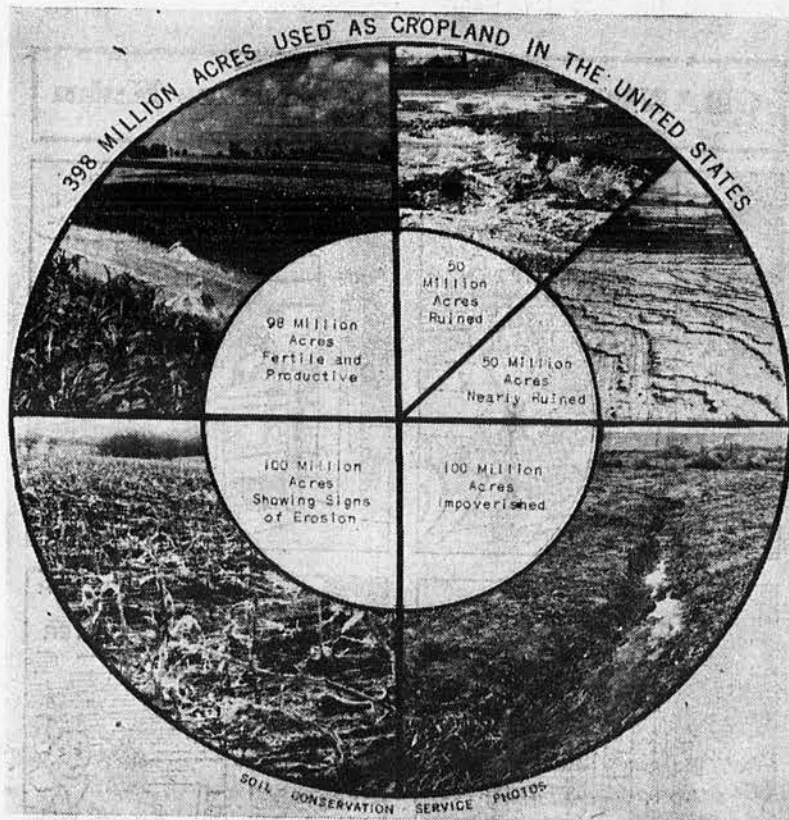 398 MILLION ACRES USED AS CROPLAND IN THE UNITED STATES
50
Million
Acres
Ruined
98 Million
Acres
Fertile and
Productive
50 Million
Acres
Nearly Ruined
100 Million
Acres
Showing Signs
of Erosion
100 Million
Acres
Impoverished
SOIL CONSERVATION SERVICE PHOTOS